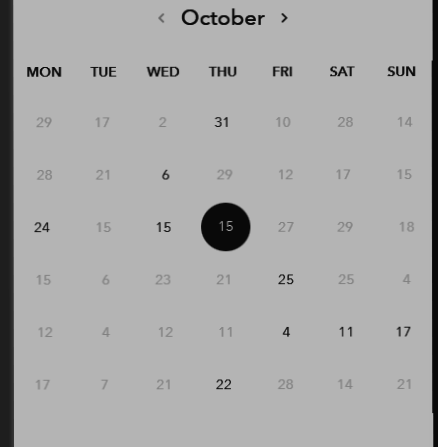 ‹ October ›
MON TUE WED THU FRI SAT SUN
29 17 2 31 10 28 14
28 21 6 29 12 17 15
24 15 15 15 27 29 18
15 6 23 21 25 25 4
12 4 12 11 4 11 17
17 7 21 22 28 14 21